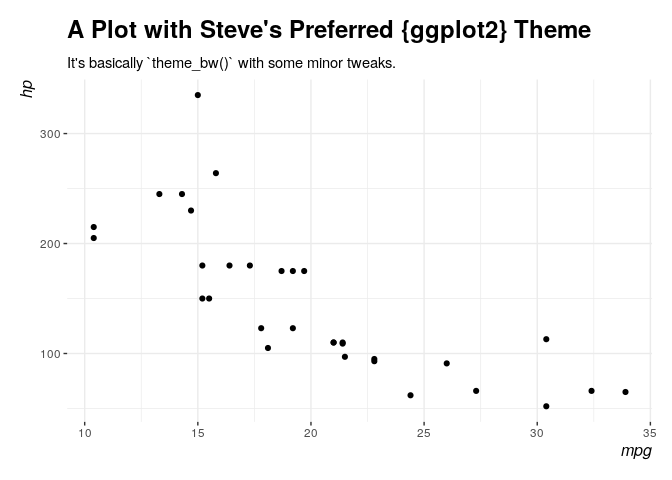 A Plot with Steve's Preferred {ggplot2} Theme
It's basically `theme_bw()` with some minor tweaks.
hp
300
200
100
10 15 20 25 30 35
mpg